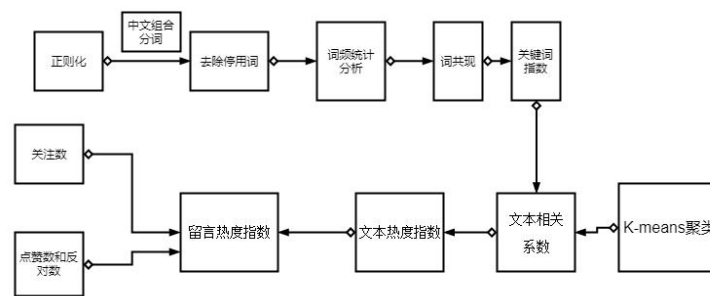 中文组合
分词
正则化
去除停用词
词频统计
分析
词共现
关键词
指数
关注数
留言热度指数
文本热度指数
文本相关
系数
K-means聚类
点赞数和反
对数